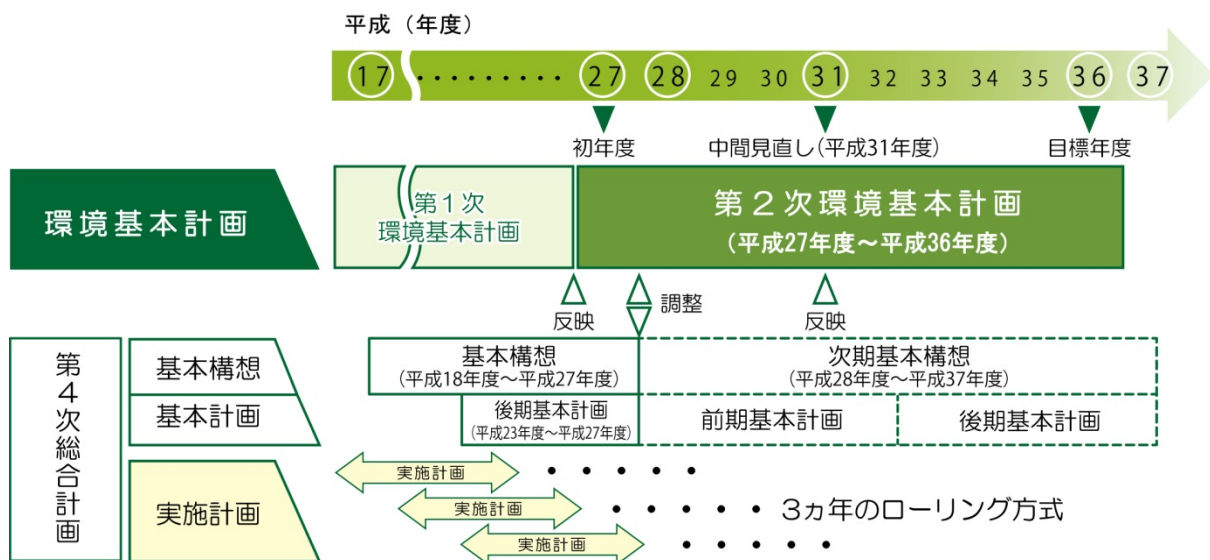 平成（年度）
17 ・・・・・・・・・ 27 28 29 30 31 32 33 34 35 36 37
初年度 中間見直し(平成31年度) 目標年度
環境基本計画
第1次
環境基本計画
第２次環境基本計画
（平成27年度～平成36年度）
反映
調整
反映
第4次総合計画
基本構想
基本構想
（平成18年度～平成27年度）
次期基本構想
（平成28年度～平成37年度）
基本計画
後期基本計画
（平成23年度～平成27年度）
前期基本計画
後期基本計画
実施計画
実施計画 ・・・・・
実施計画 ・・・・・ 3ヵ年のローリング方式
実施計画 ・・・・・